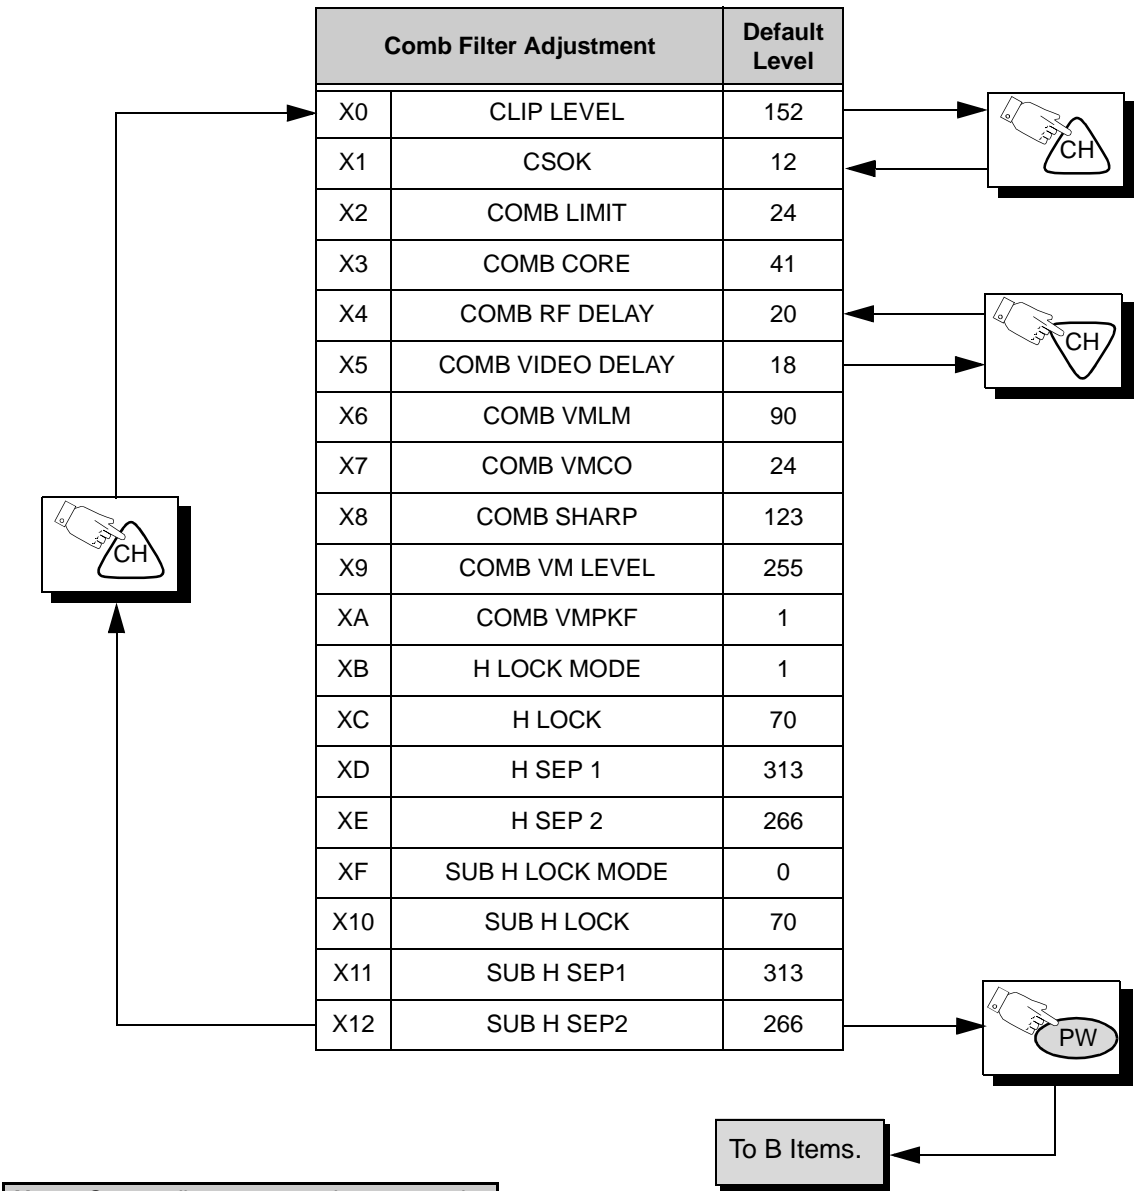 Comb Filter Adjustment Default Level
X0 CLIP LEVEL 152
X1 CSOK 12
X2 COMB LIMIT 24
X3 COMB CORE 41
X4 COMB RF DELAY 20
X5 COMB VIDEO DELAY 18
X6 COMB VMLM 90
X7 COMB VMCO 24
X8 COMB SHARP 123
X9 COMB VM LEVEL 255
XA COMB VMPKF 1
XB H LOCK MODE 1
XC H LOCK 70
XD H SEP 1 313
XE H SEP 2 266
XF SUB H LOCK MODE 0
X10 SUB H LOCK 70
X11 SUB H SEP1 313
X12 SUB H SEP2 266
CH
CH
CH
PW
To B Items.